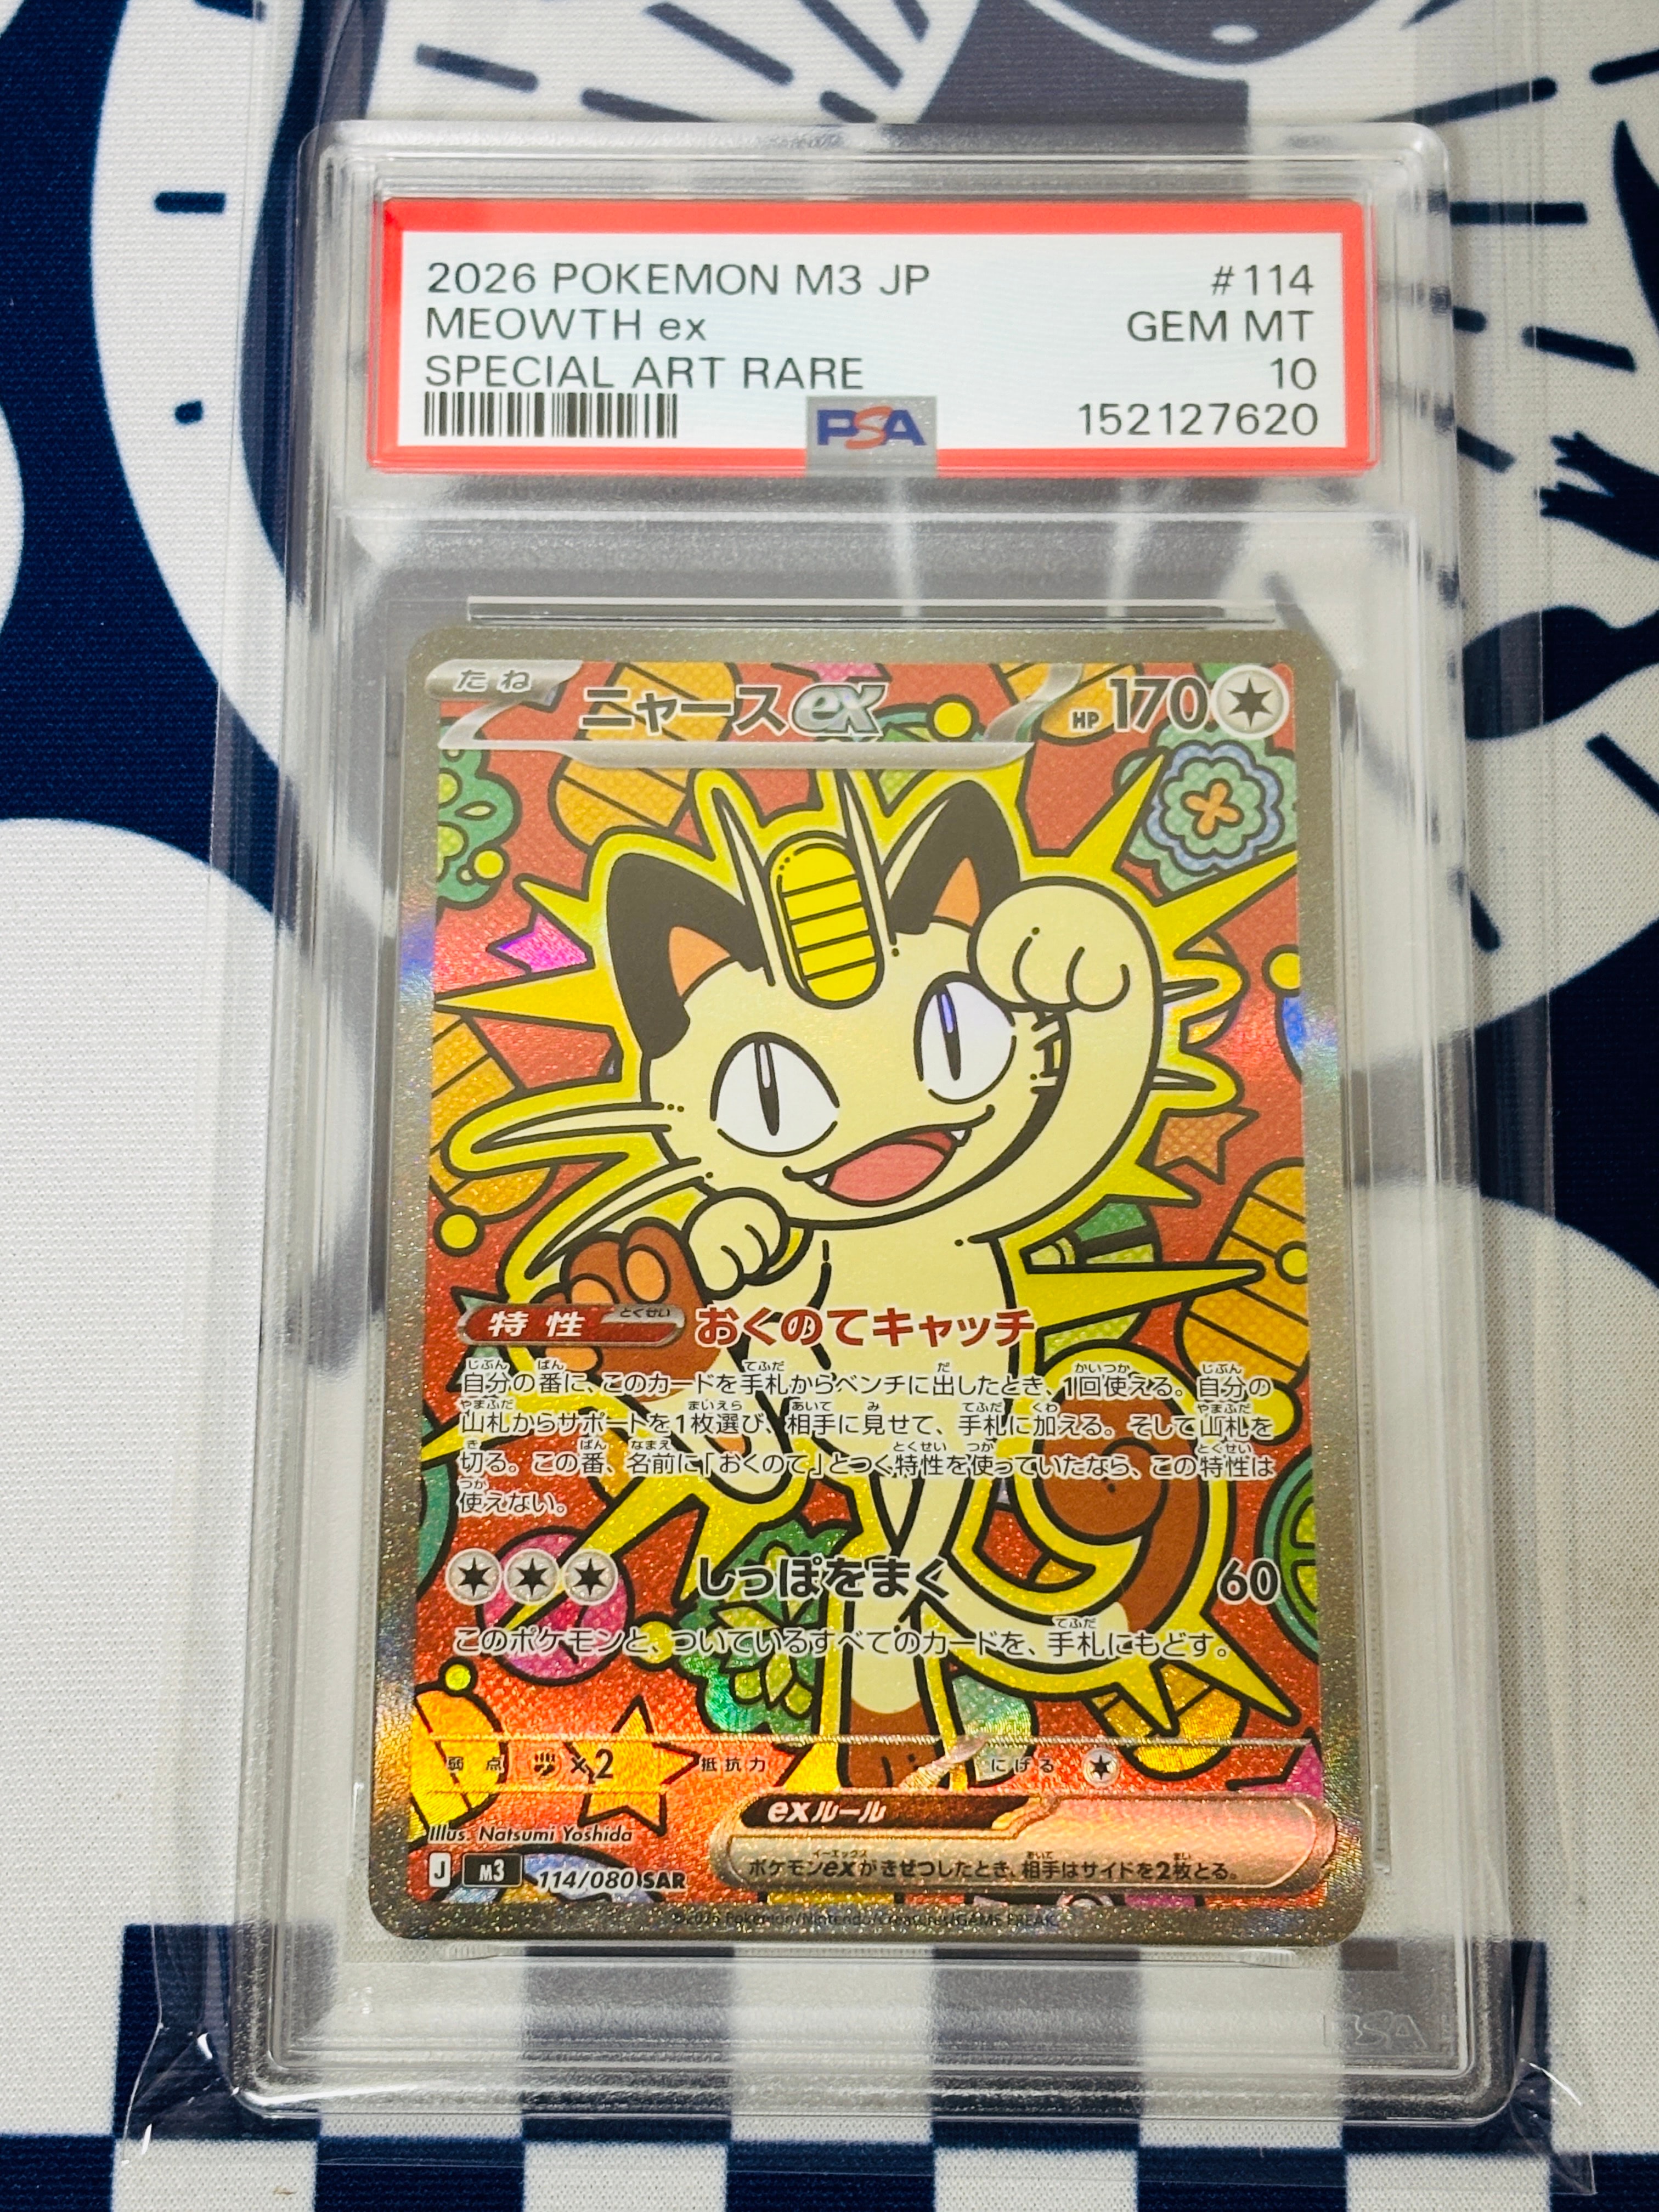 2026 POKEMON M3 JP #114
MEOWTH ex GEM MT
SPECIAL ART RARE 10
PSA 152127620
たね ニャースex HP 170
特性 とくせい おくのてキャッチ
自分の番に、このカードを手札からベンチに出したとき、1回使える。自分の
山札からサポートを1枚選び、相手に見せて、手札に加える。そして山札を
切る。この番、名前に「おくのて」とつく特性を使っていたなら、この特性は
使えない。
しっぽをまく 60
このポケモンと、ついているすべてのカードを、手札にもどす。
弱点 ×2 抵抗力 にげる
exルール
ポケモンexがきぜつしたとき、相手はサイドを2枚とる。
Illus. Natsumi Yoshida
J M3 114/080 SAR
©2026 Pokémon/Nintendo/Creatures/GAME FREAK.
PSA